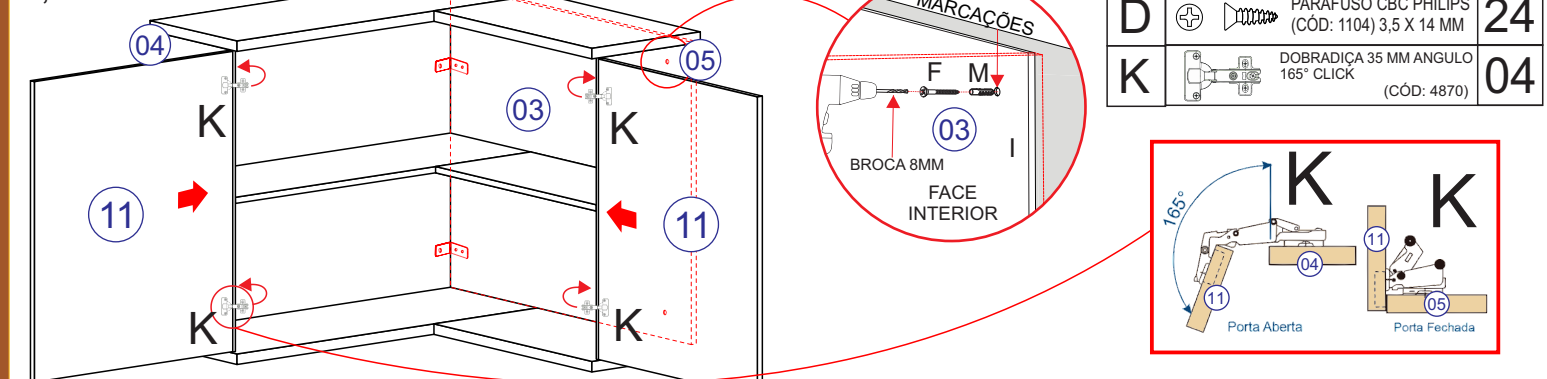 04
K
11
K
03
05
K
11
K
MARCAÇÕES
F
M
03
I
BROCA 8MM
FACE
INTERIOR
D
PARAFUSO CBC PHILIPS
(CÓD: 1104) 3,5 X 14 MM
24
K
DOBRADIÇA 35 MM ANGULO
165° CLICK
(CÓD: 4870)
04
K
165°
04
11
Porta Aberta
K
11
05
Porta Fechada